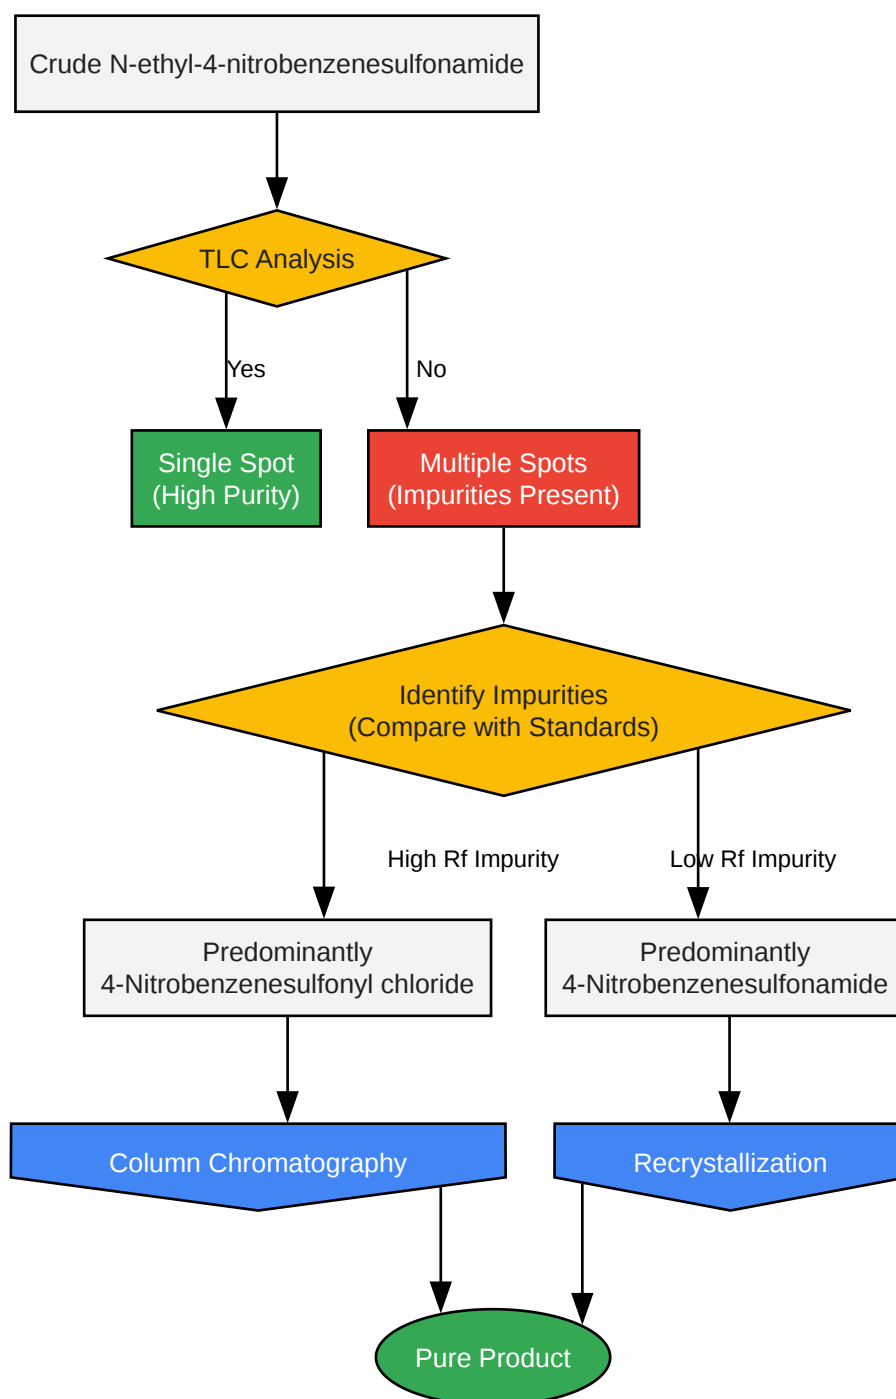 Crude N-ethyl-4-nitrobenzenesulfonamide
TLC Analysis
Yes
No
Single Spot
(High Purity)
Multiple Spots
(Impurities Present)
Identify Impurities
(Compare with Standards)
High Rf Impurity
Low Rf Impurity
Predominantly
4-Nitrobenzenesulfonyl chloride
Predominantly
4-Nitrobenzenesulfonamide
Column Chromatography
Recrystallization
Pure Product